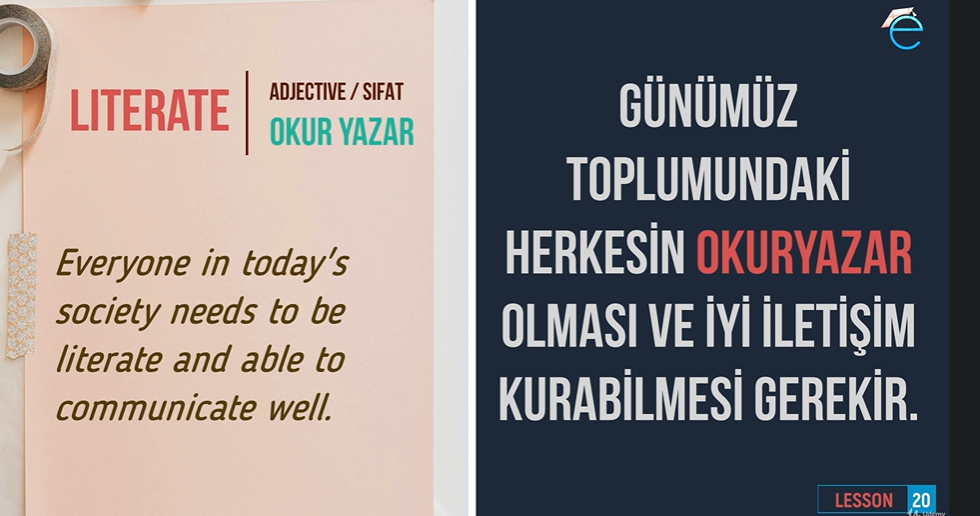 LITERATE
ADJECTIVE / SIFAT
OKUR YAZAR
Everyone in today's
society needs to be
literate and able to
communicate well.
e
GÜNÜMÜZ
TOPLUMUNDAKİ
HERKESİN OKURYAZAR
OLMASI VE İYİ İLETİŞİM
KURABİLMESİ GEREKİR.
LESSON 20
Udemy